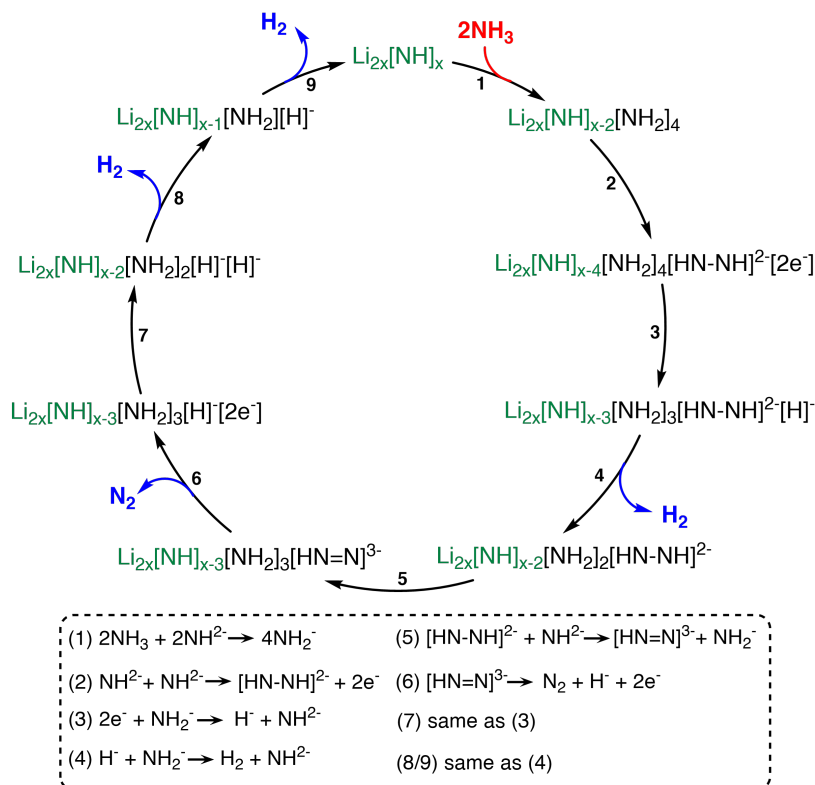 H₂
2NH₃
Li₂ₓ[NH]ₓ
9
1
Li₂ₓ[NH]ₓ₋₁[NH₂][H]⁻
Li₂ₓ[NH]ₓ₋₂[NH₂]₄
H₂
8
2
Li₂ₓ[NH]ₓ₋₂[NH₂]₂[H]⁻[H]⁻
Li₂ₓ[NH]ₓ₋₄[NH₂]₄[HN-NH]²⁻[2e⁻]
7
3
Li₂ₓ[NH]ₓ₋₃[NH₂]₃[H]⁻[2e⁻]
Li₂ₓ[NH]ₓ₋₃[NH₂]₃[HN-NH]²⁻[H]⁻
6
4
N₂
H₂
Li₂ₓ[NH]ₓ₋₃[NH₂]₃[HN=N]³⁻
Li₂ₓ[NH]ₓ₋₂[NH₂]₂[HN-NH]²⁻
5
(1) 2NH₃ + 2NH²⁻→ 4NH₂⁻
(2) NH²⁻+ NH²⁻→ [HN-NH]²⁻ + 2e⁻
(3) 2e⁻ + NH₂⁻→ H⁻ + NH²⁻
(4) H⁻ + NH₂⁻→ H₂ + NH²⁻
(5) [HN-NH]²⁻ + NH²⁻→ [HN=N]³⁻+ NH₂⁻
(6) [HN=N]³⁻→ N₂ + H⁻ + 2e⁻
(7) same as (3)
(8/9) same as (4)